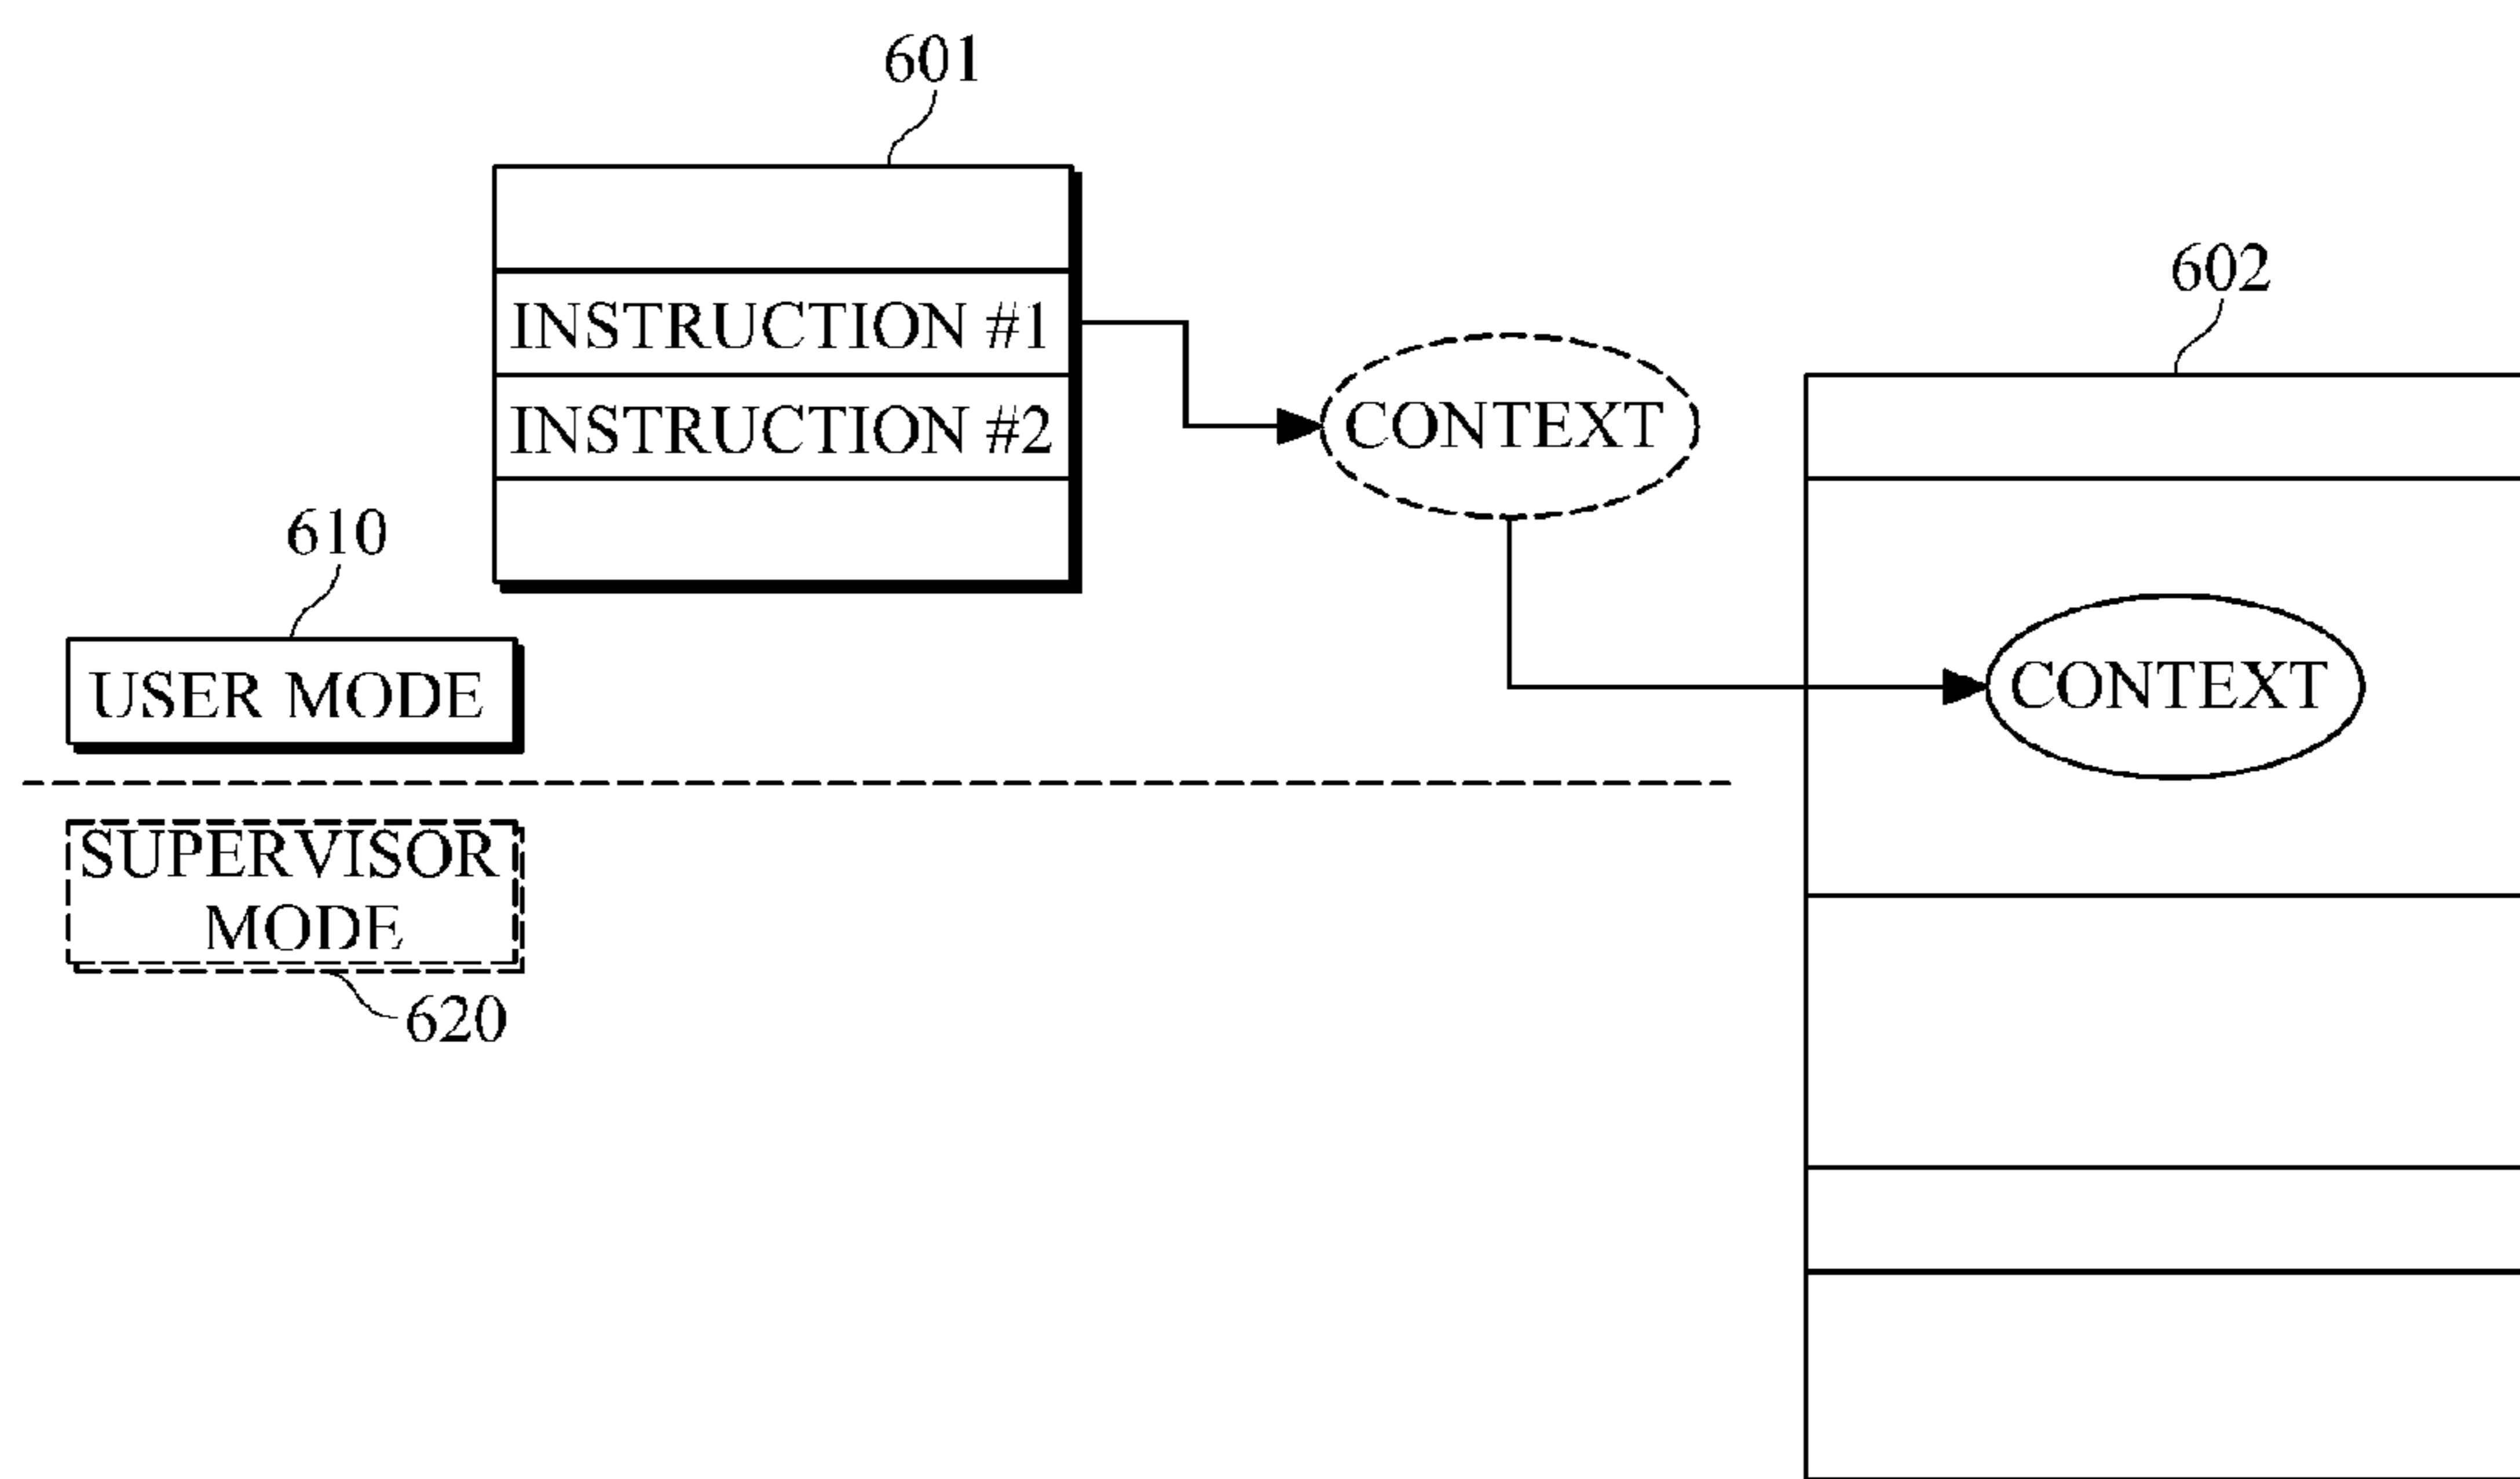 601
INSTRUCTION #1
INSTRUCTION #2
CONTEXT
602
610
USER MODE
CONTEXT
SUPERVISOR
MODE
620